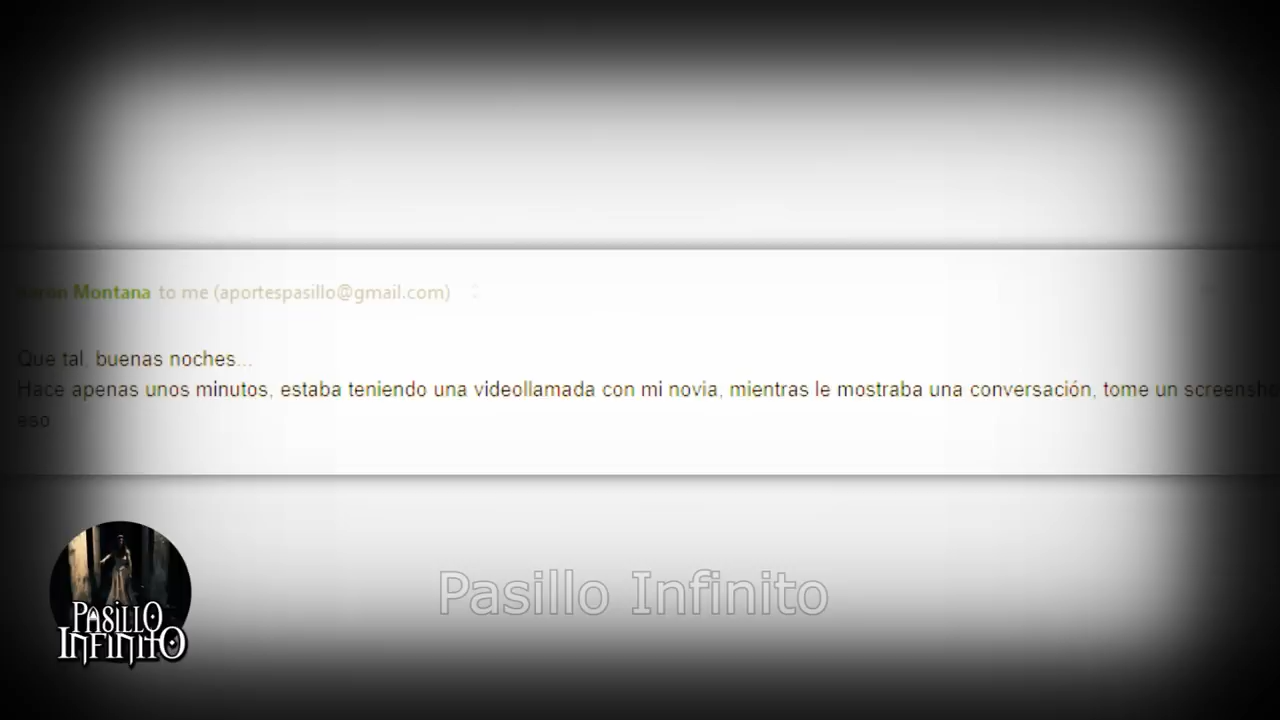 Montana to me (aportespasillo@gmail.com)
Que tal, buenas noches...
Hace apenas unos minutos, estaba teniendo una videollamada con mi novia, mientras le mostraba una conversación, tome un
eso
Pasillo Infinito
PASILLO
INFINITO